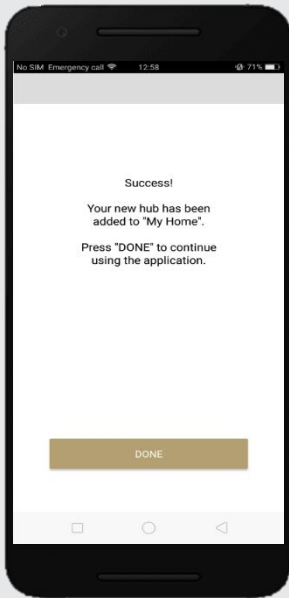 No SIM Emergency call 12:58 71%
Success!
Your new hub has been
added to "My Home".
Press "DONE" to continue
using the application.
DONE